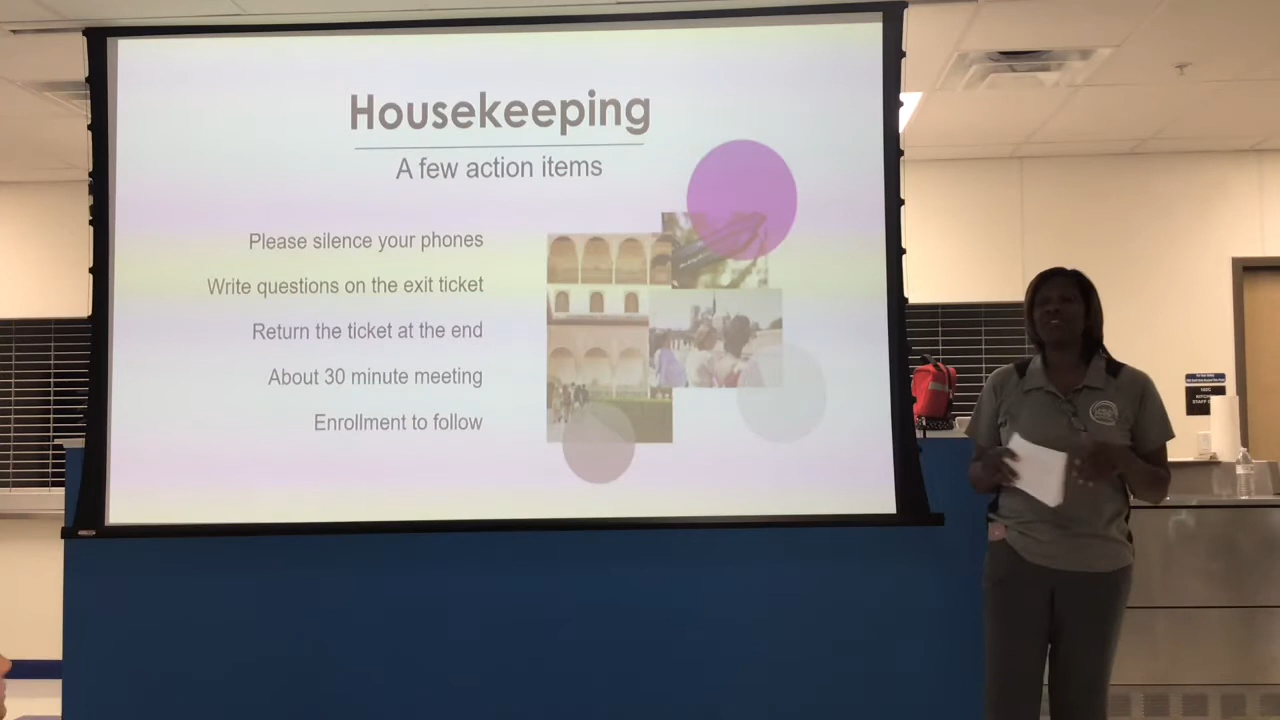 Housekeeping
A few action items
Please silence your phones
Write questions on the exit ticket
Return the ticket at the end
About 30 minute meeting
Enrollment to follow